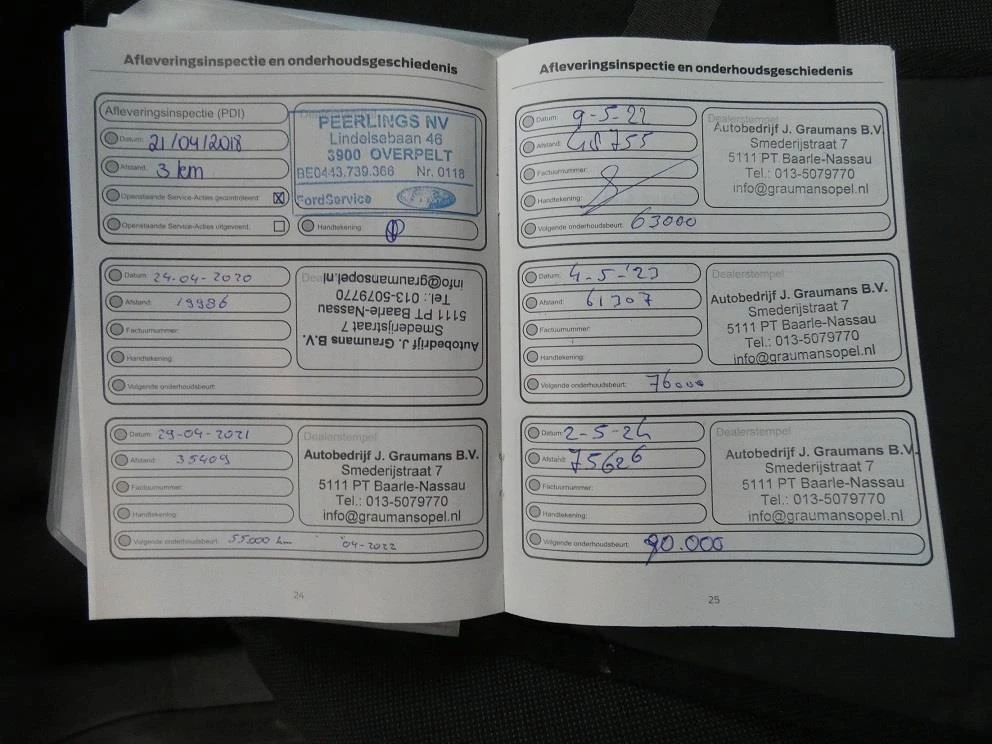 Afleveringsinspectie en onderhoudsgeschiedenis
Afleveringsinspectie (PDI)
Datum: 21/04/2018
Afstand: 3 km
Openstaande Service-Acties gecontroleerd: X
Openstaande Service-Acties uitgevoerd:
PEERLINGS NV
Lindelsebaan 46
3900 OVERPELT
BE0443.739.366 Nr. 0118
FordService
Ford
Handtekening:
Datum: 24-04-2020
Afstand: 19986
Factuurnummer:
Handtekening:
Volgende onderhoudsbeurt:
Autobedrijf J. Graumans B.V.
Smederijstraat 7
5111 PT Baarle-Nassau
Tel.: 013-5079770
info@graumansopel.nl
Datum: 29-04-2021
Afstand: 35409
Factuurnummer:
Handtekening:
Volgende onderhoudsbeurt: 55.000 km 04-2022
Dealerstempel
Autobedrijf J. Graumans B.V.
Smederijstraat 7
5111 PT Baarle-Nassau
Tel.: 013-5079770
info@graumansopel.nl
24
Afleveringsinspectie en onderhoudsgeschiedenis
Datum: 9-5-22
Afstand: 48755
Factuurnummer:
Handtekening:
Volgende onderhoudsbeurt: 63000
Dealerstempel
Autobedrijf J. Graumans B.V.
Smederijstraat 7
5111 PT Baarle-Nassau
Tel.: 013-5079770
info@graumansopel.nl
Datum: 4-5-'23
Afstand: 61307
Factuurnummer:
Handtekening:
Volgende onderhoudsbeurt: 76000
Dealerstempel
Autobedrijf J. Graumans B.V.
Smederijstraat 7
5111 PT Baarle-Nassau
Tel.: 013-5079770
info@graumansopel.nl
Datum: 2-5-24
Afstand: 75626
Factuurnummer:
Handtekening:
Volgende onderhoudsbeurt: 90.000
Dealerstempel
Autobedrijf J. Graumans B.V.
Smederijstraat 7
5111 PT Baarle-Nassau
Tel.: 013-5079770
info@graumansopel.nl
25